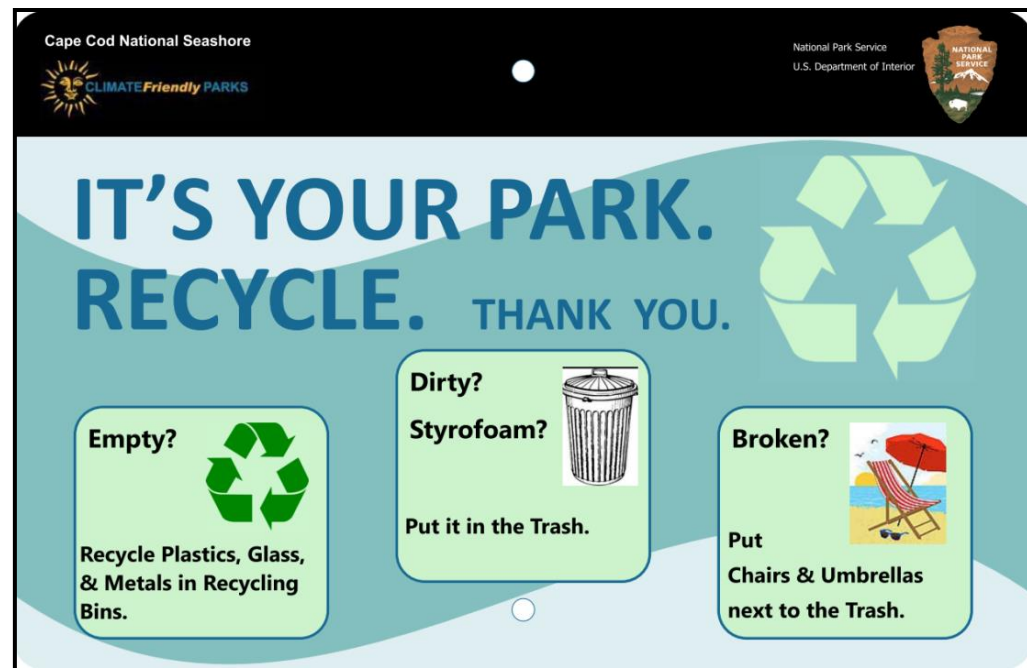 Cape Cod National Seashore
CLIMATE Friendly PARKS
National Park Service
U.S. Department of Interior
NATIONAL
PARK
SERVICE
IT'S YOUR PARK.
RECYCLE. THANK YOU.
Empty?
Recycle Plastics, Glass,
& Metals in Recycling
Bins.
Dirty?
Styrofoam?
Put it in the Trash.
Broken?
Put
Chairs & Umbrellas
next to the Trash.